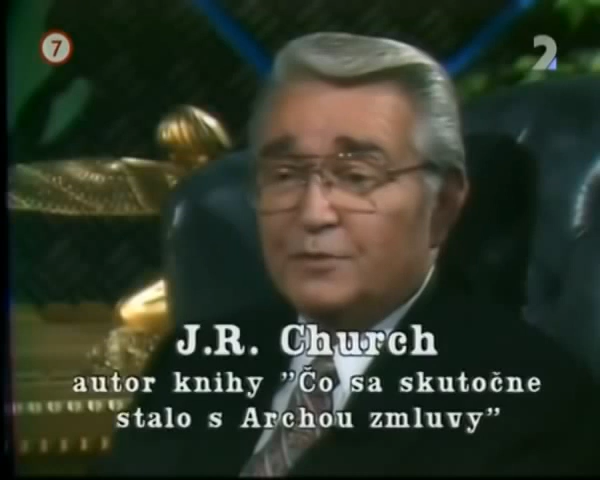 7
2
J.R. Church
autor knihy "Čo sa skutočne
stalo s Archou zmluvy"